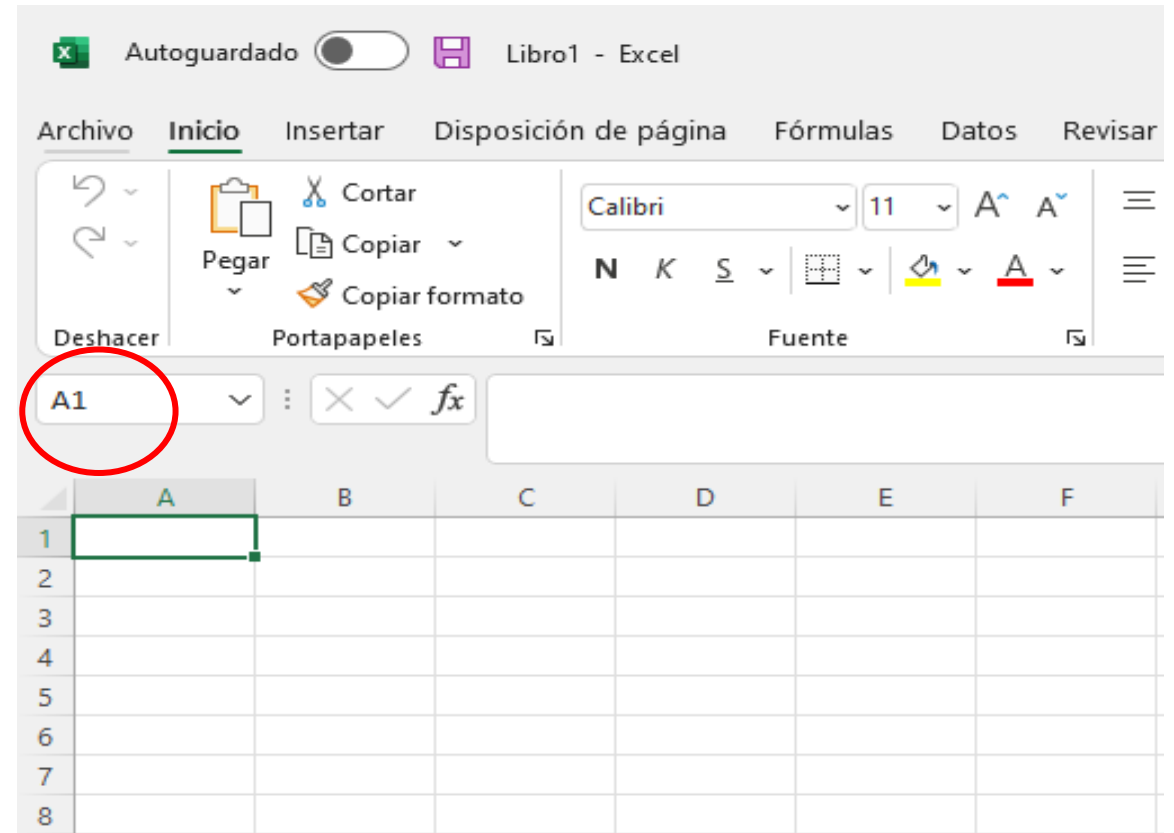 Autoguardado Libro1 - Excel
Archivo Inicio Insertar Disposición de página Fórmulas Datos Revisar
Cortar
Copiar
Copiar formato
Pegar
Calibri 11 A A
N K S A
Deshacer Portapapeles Fuente
A1 fx
A B C D E F
1
2
3
4
5
6
7
8